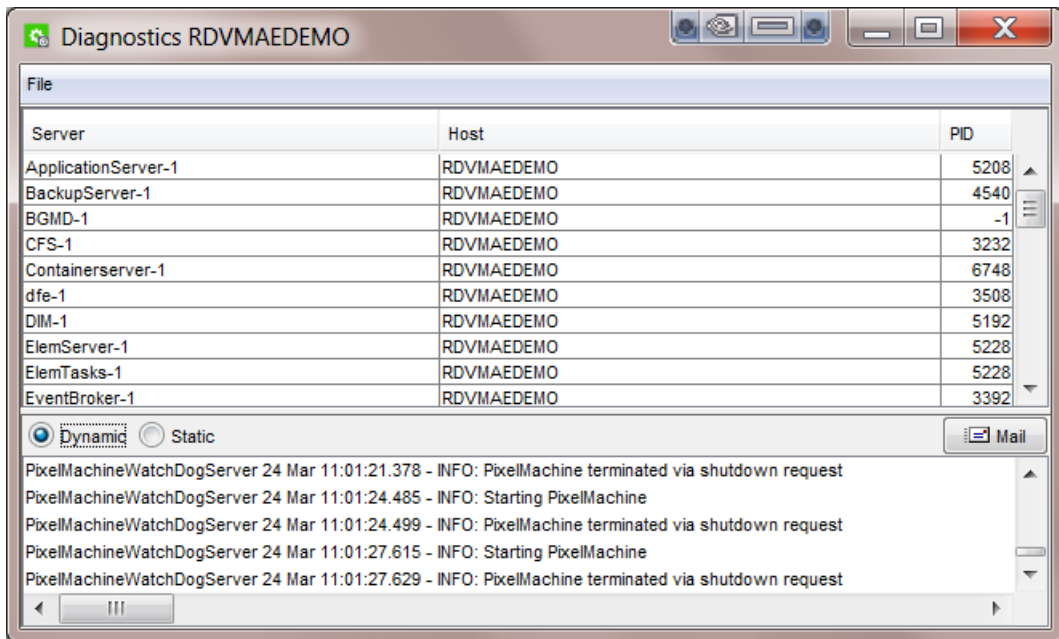 Diagnostics RDVMAEDEMO
File
Server Host PID
ApplicationServer-1 RDVMAEDEMO 5208
BackupServer-1 RDVMAEDEMO 4540
BGMD-1 RDVMAEDEMO -1
CFS-1 RDVMAEDEMO 3232
Containerserver-1 RDVMAEDEMO 6748
dfe-1 RDVMAEDEMO 3508
DIM-1 RDVMAEDEMO 5192
ElemServer-1 RDVMAEDEMO 5228
ElemTasks-1 RDVMAEDEMO 5228
EventBroker-1 RDVMAEDEMO 3392
Dynamic Static Mail
PixelMachineWatchDogServer 24 Mar 11:01:21.378 - INFO: PixelMachine terminated via shutdown request
PixelMachineWatchDogServer 24 Mar 11:01:24.485 - INFO: Starting PixelMachine
PixelMachineWatchDogServer 24 Mar 11:01:24.499 - INFO: PixelMachine terminated via shutdown request
PixelMachineWatchDogServer 24 Mar 11:01:27.615 - INFO: Starting PixelMachine
PixelMachineWatchDogServer 24 Mar 11:01:27.629 - INFO: PixelMachine terminated via shutdown request